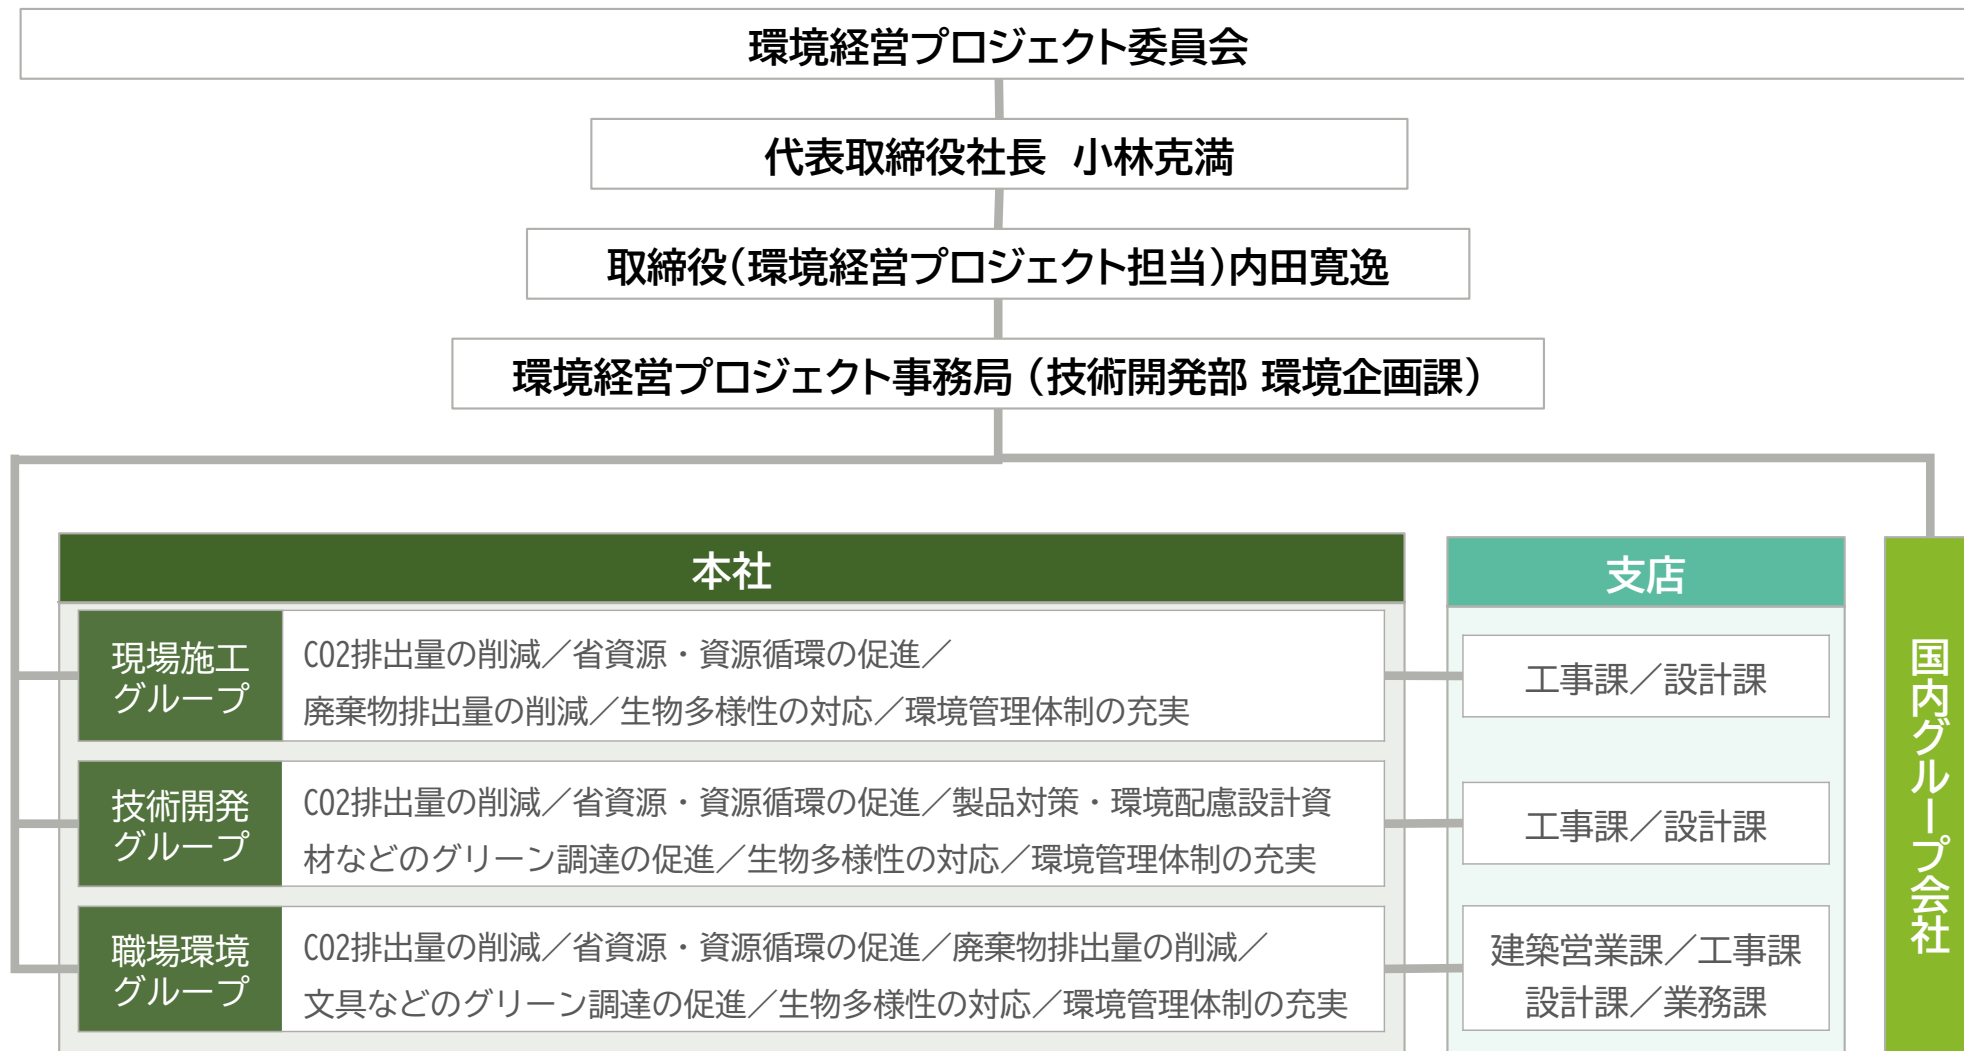 環境経営プロジェクト委員会
代表取締役社長 小林克満
取締役(環境経営プロジェクト担当)内田寛逸
環境経営プロジェクト事務局(技術開発部 環境企画課)
本社
現場施工
グループ
CO2排出量の削減／省資源・資源循環の促進／
廃棄物排出量の削減／生物多様性の対応／環境管理体制の充実
技術開発
グループ
CO2排出量の削減／省資源・資源循環の促進／製品対策・環境配慮設計資
材などのグリーン調達の促進／生物多様性の対応／環境管理体制の充実
職場環境
グループ
CO2排出量の削減／省資源・資源循環の促進／廃棄物排出量の削減／
文具などのグリーン調達の促進／生物多様性の対応／環境管理体制の充実
支店
工事課／設計課
工事課／設計課
建築営業課／工事課
設計課／業務課
国内グループ会社